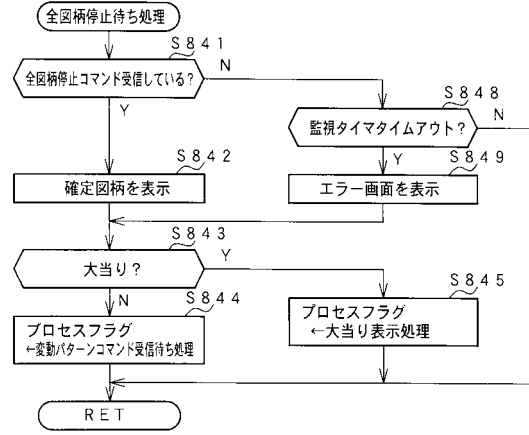 全図柄停止待ち処理
S841
全図柄停止コマンド受信している？
N
Y
S848
監視タイマタイムアウト？
N
Y
S842
確定図柄を表示
S849
エラー画面を表示
S843
大当り？
Y
N
S844
プロセスフラグ
←変動パターンコマンド受信待ち処理
S845
プロセスフラグ
←大当り表示処理
RET